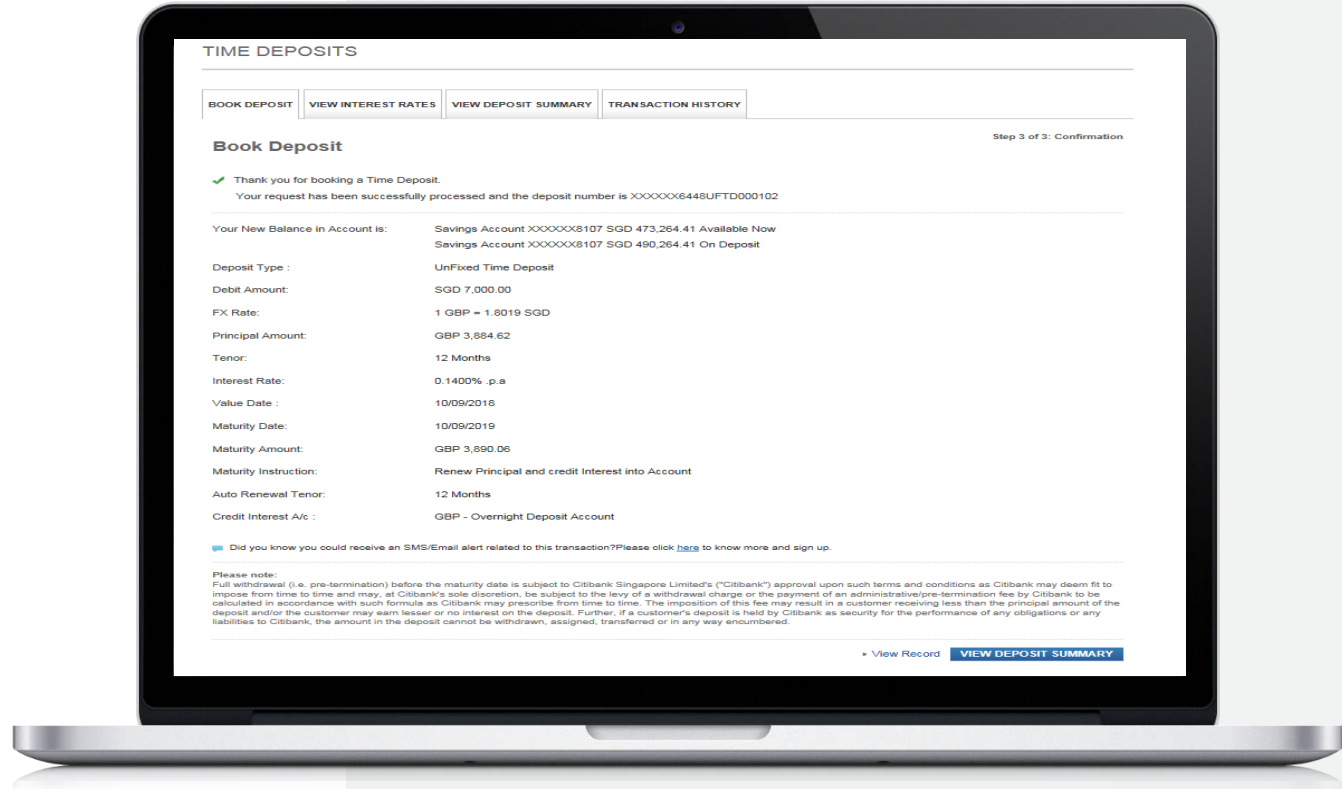 TIME DEPOSITS
BOOK DEPOSIT VIEW INTEREST RATES VIEW DEPOSIT SUMMARY TRANSACTION HISTORY
Step 3 of 3: Confirmation
Book Deposit
Thank you for booking a Time Deposit.
Your request has been successfully processed and the deposit number is XXXXXX6448UFTD000102
Your New Balance in Account is: Savings Account XXXXXX8107 SGD 473,264.41 Available Now
Savings Account XXXXXX8107 SGD 490,264.41 On Deposit
Deposit Type : UnFixed Time Deposit
Debit Amount: SGD 7,000.00
FX Rate: 1 GBP = 1.8019 SGD
Principal Amount: GBP 3,884.62
Tenor: 12 Months
Interest Rate: 0.1400% .p.a
Value Date : 10/09/2018
Maturity Date: 10/09/2019
Maturity Amount: GBP 3,890.06
Maturity Instruction: Renew Principal and credit Interest into Account
Auto Renewal Tenor: 12 Months
Credit Interest A/c : GBP - Overnight Deposit Account
Did you know you could receive an SMS/Email alert related to this transaction?Please click here to know more and sign up.
Please note:
Full withdrawal (i.e. pre-termination) before the maturity date is subject to Citibank Singapore Limited's ("Citibank") approval upon such terms and conditions as Citibank may deem fit to
impose from time to time and may, at Citibank's sole discretion, be subject to the levy of a withdrawal charge or the payment of an administrative/pre-termination fee by Citibank to be
calculated in accordance with such formula as Citibank may prescribe from time to time. The imposition of this fee may result in a customer receiving less than the principal amount of the
deposit and/or the customer may earn lesser or no interest on the deposit. Further, if a customer's deposit is held by Citibank as security for the performance of any obligations or any
liabilities to Citibank, the amount in the deposit cannot be withdrawn, assigned, transferred or in any way encumbered.
View Record VIEW DEPOSIT SUMMARY